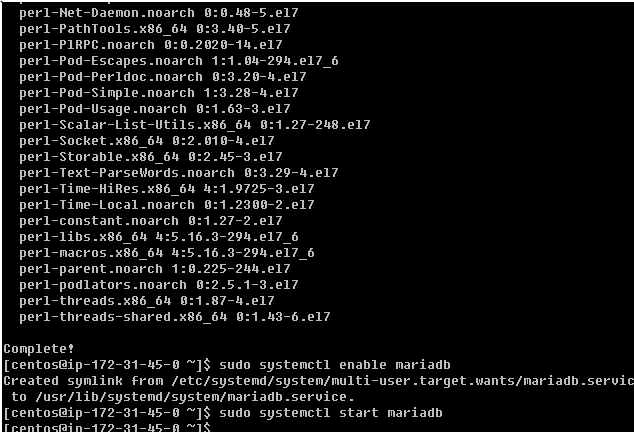 perl-Net-Daemon.noarch 0:0.48-5.el7
perl-PathTools.x86_64 0:3.40-5.el7
perl-PlRPC.noarch 0:0.2020-14.el7
perl-Pod-Escapes.noarch 1:1.04-294.el7_6
perl-Pod-Perldoc.noarch 0:3.20-4.el7
perl-Pod-Simple.noarch 1:3.28-4.el7
perl-Pod-Usage.noarch 0:1.63-3.el7
perl-Scalar-List-Utils.x86_64 0:1.27-248.el7
perl-Socket.x86_64 0:2.010-4.el7
perl-Storable.x86_64 0:2.45-3.el7
perl-Text-ParseWords.noarch 0:3.29-4.el7
perl-Time-HiRes.x86_64 4:1.9725-3.el7
perl-Time-Local.noarch 0:1.2300-2.el7
perl-constant.noarch 0:1.27-2.el7
perl-libs.x86_64 4:5.16.3-294.el7_6
perl-macros.x86_64 4:5.16.3-294.el7_6
perl-parent.noarch 1:0.225-244.el7
perl-podlators.noarch 0:2.5.1-3.el7
perl-threads.x86_64 0:1.87-4.el7
perl-threads-shared.x86_64 0:1.43-6.el7
Complete!
[centos@ip-172-31-45-0 ~]$ sudo systemctl enable mariadb
Created symlink from /etc/systemd/system/multi-user.target.wants/mariadb.servic
to /usr/lib/systemd/system/mariadb.service.
[centos@ip-172-31-45-0 ~]$ sudo systemctl start mariadb
[centos@ip-172-31-45-0 ~]$